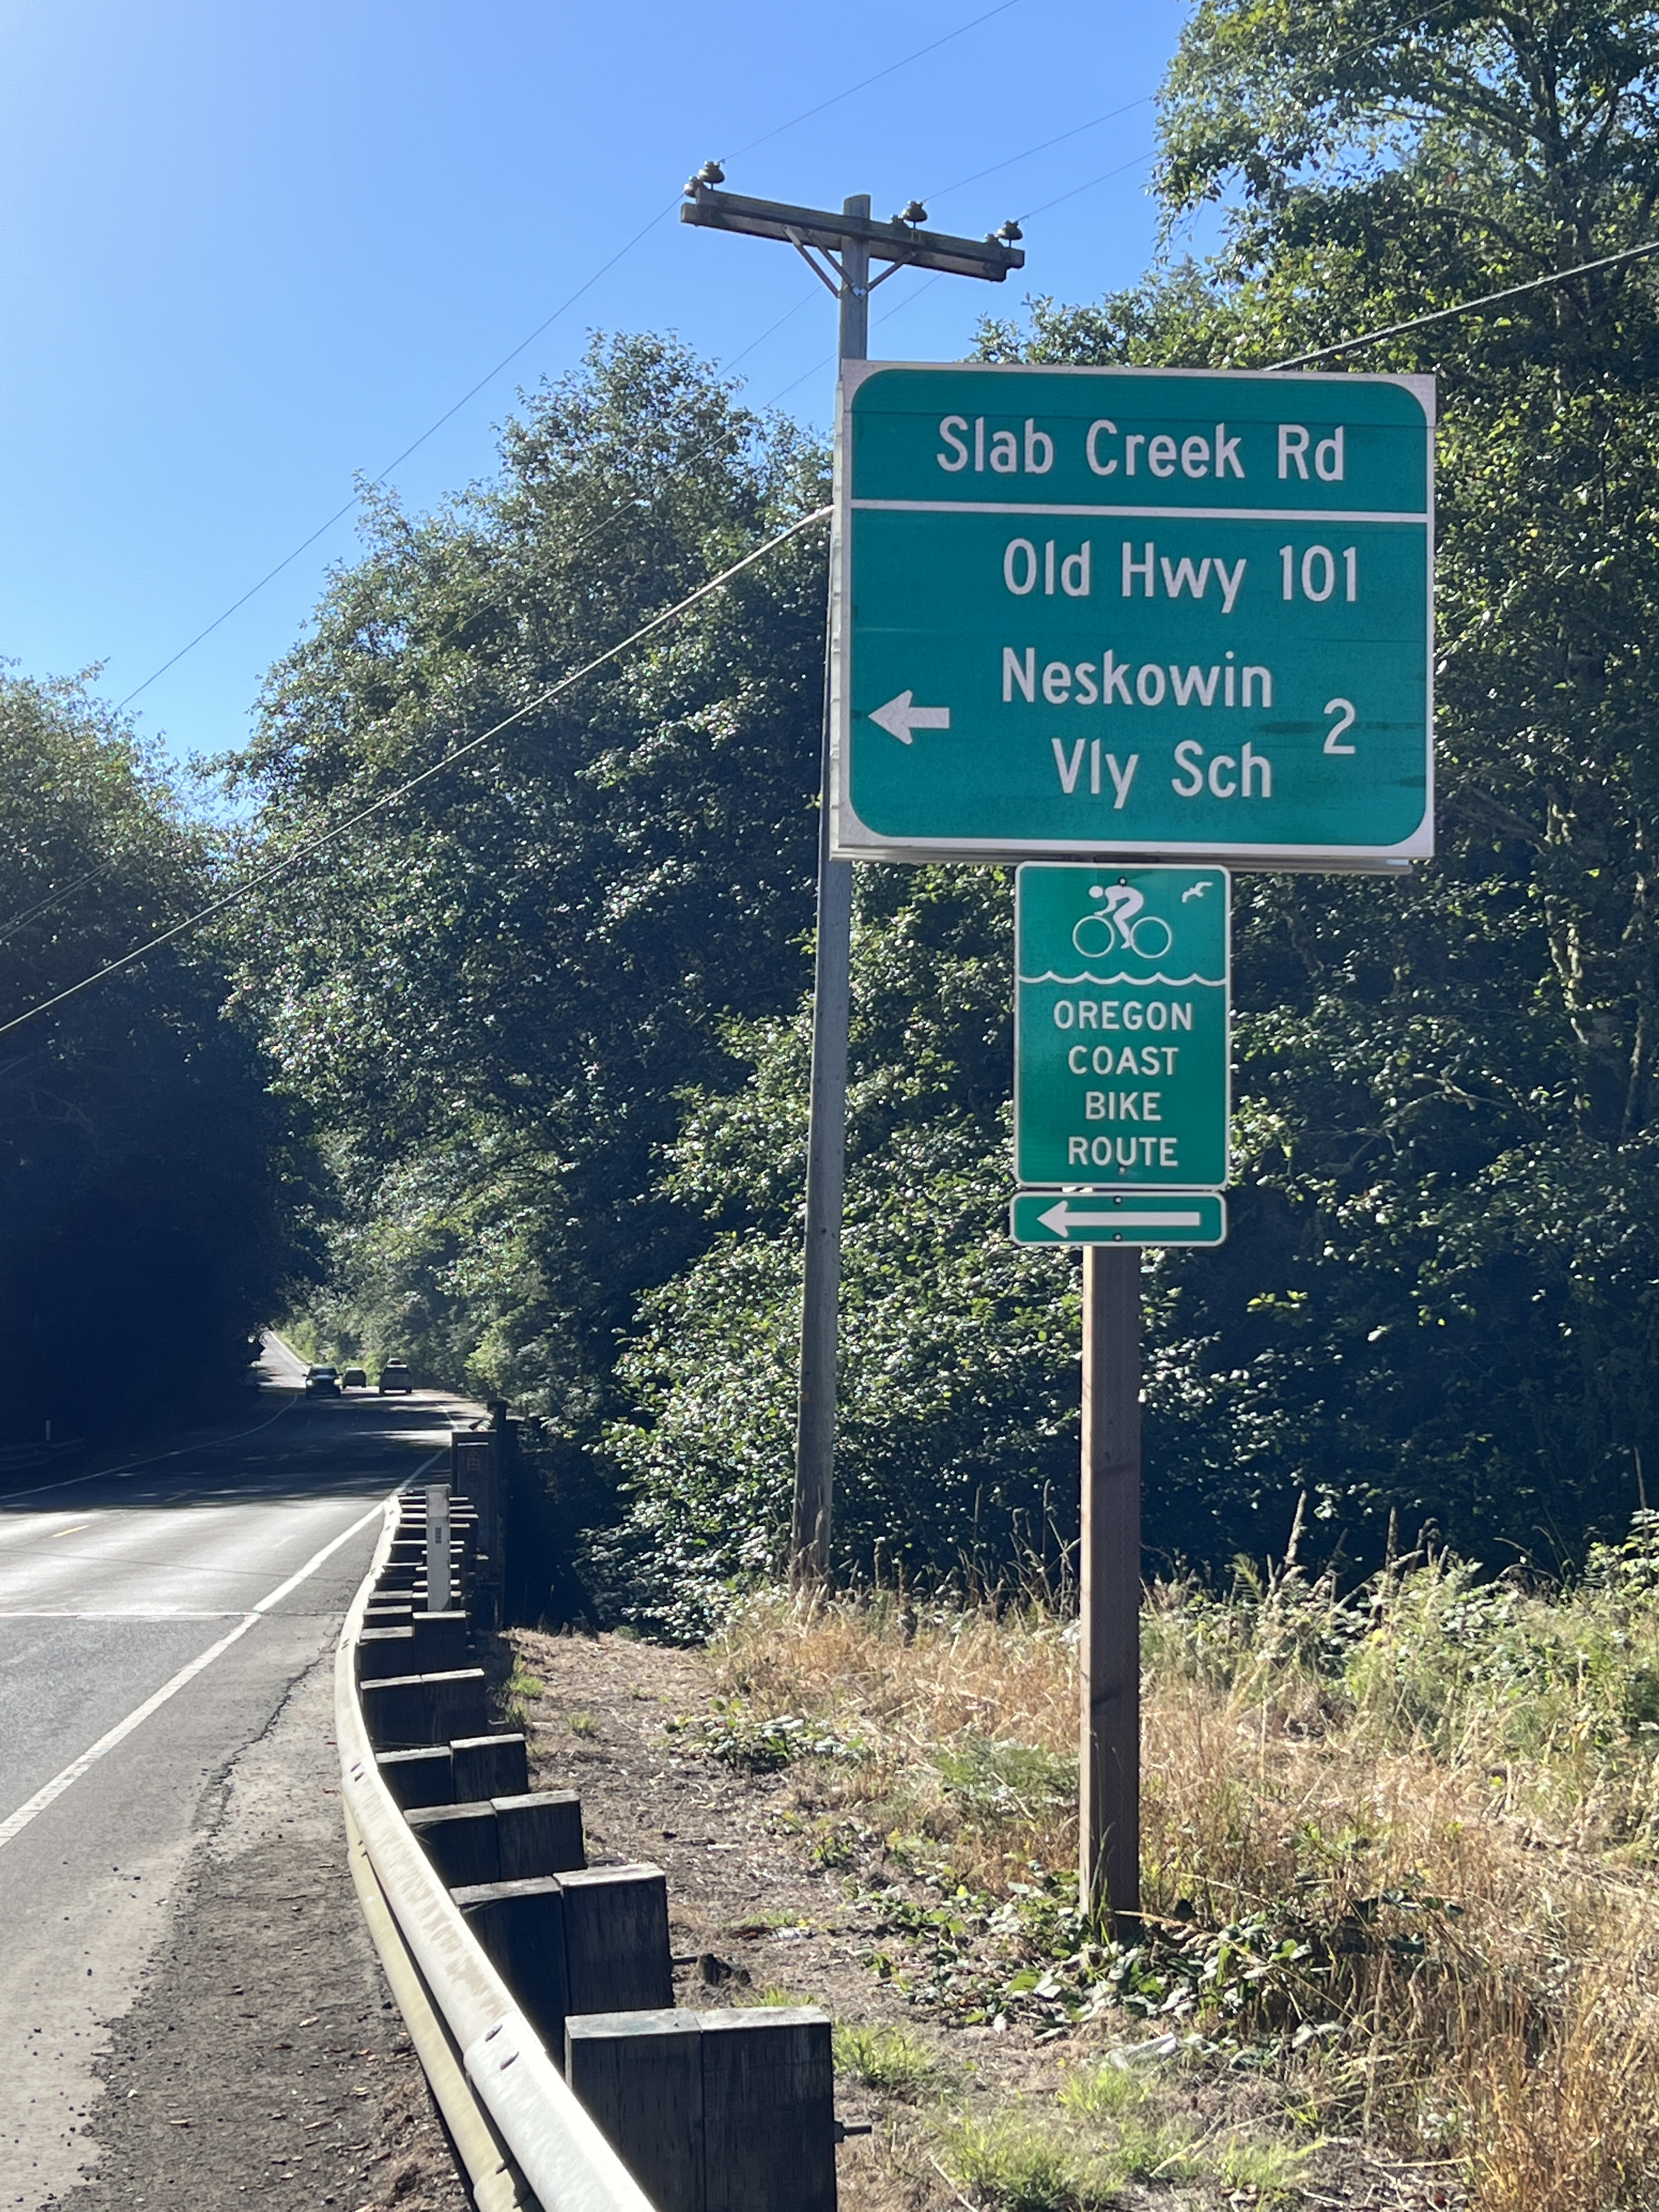 Slab Creek Rd
Old Hwy 101
Neskowin 2
Vly Sch
OREGON
COAST
BIKE
ROUTE